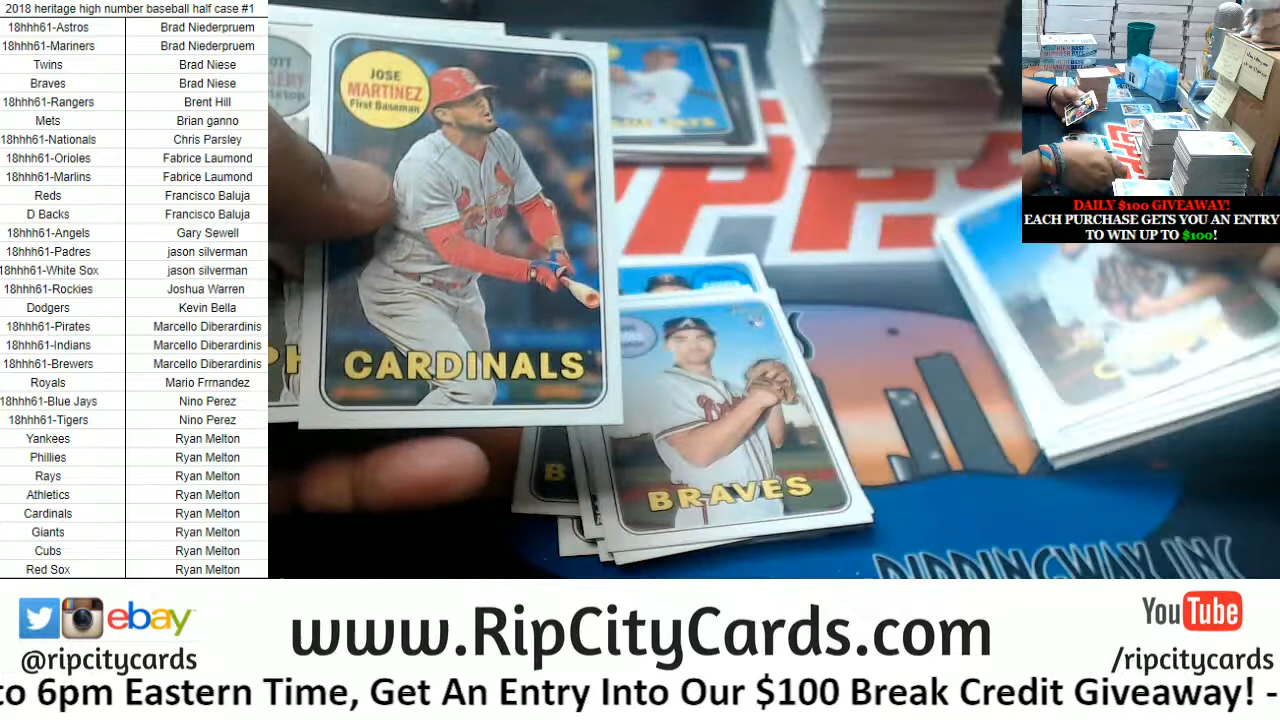 2018 heritage high number baseball half case #1
18hhh61-Astros Brad Niederpruem
18hhh61-Mariners Brad Niederpruem
Twins Brad Niese
Braves Brad Niese
18hhh61-Rangers Brent Hill
Mets Brian ganno
18hhh61-Nationals Chris Parsley
18hhh61-Orioles Fabrice Laumond
18hhh61-Marlins Fabrice Laumond
Reds Francisco Baluja
D Backs Francisco Baluja
18hhh61-Angels Gary Sewell
18hhh61-Padres jason silverman
18hhh61-White Sox jason silverman
18hhh61-Rockies Joshua Warren
Dodgers Kevin Bella
18hhh61-Pirates Marcello Diberardinis
18hhh61-Indians Marcello Diberardinis
18hhh61-Brewers Marcello Diberardinis
Royals Mario Frrnandez
18hhh61-Blue Jays Nino Perez
18hhh61-Tigers Nino Perez
Yankees Ryan Melton
Phillies Ryan Melton
Rays Ryan Melton
Athletics Ryan Melton
Cardinals Ryan Melton
Giants Ryan Melton
Cubs Ryan Melton
Red Sox Ryan Melton
JOSE
MARTINEZ
First Baseman
CARDINALS
BRAVES
DAILY $100 GIVEAWAY!
EACH PURCHASE GETS YOU AN ENTRY
TO WIN UP TO $100!
ebay
@ripcitycards
www.RipCityCards.com
YouTube
/ripcitycards
to 6pm Eastern Time, Get An Entry Into Our $100 Break Credit Giveaway! -